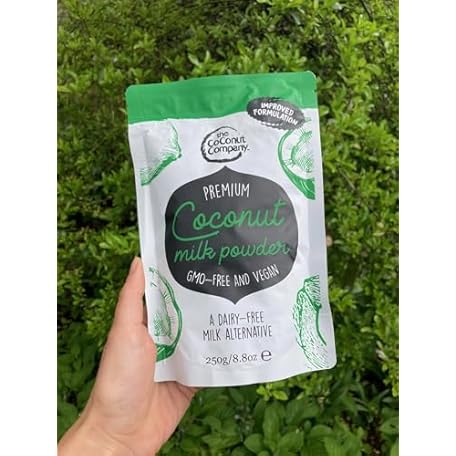 IMPROVED
FORMULATION
the
CoCoNut
CoMpany
PREMIUM
Coconut
milk powder
GMO-FREE AND VEGAN
A DAIRY-FREE
MILK ALTERNATIVE
250g/8.8oz e